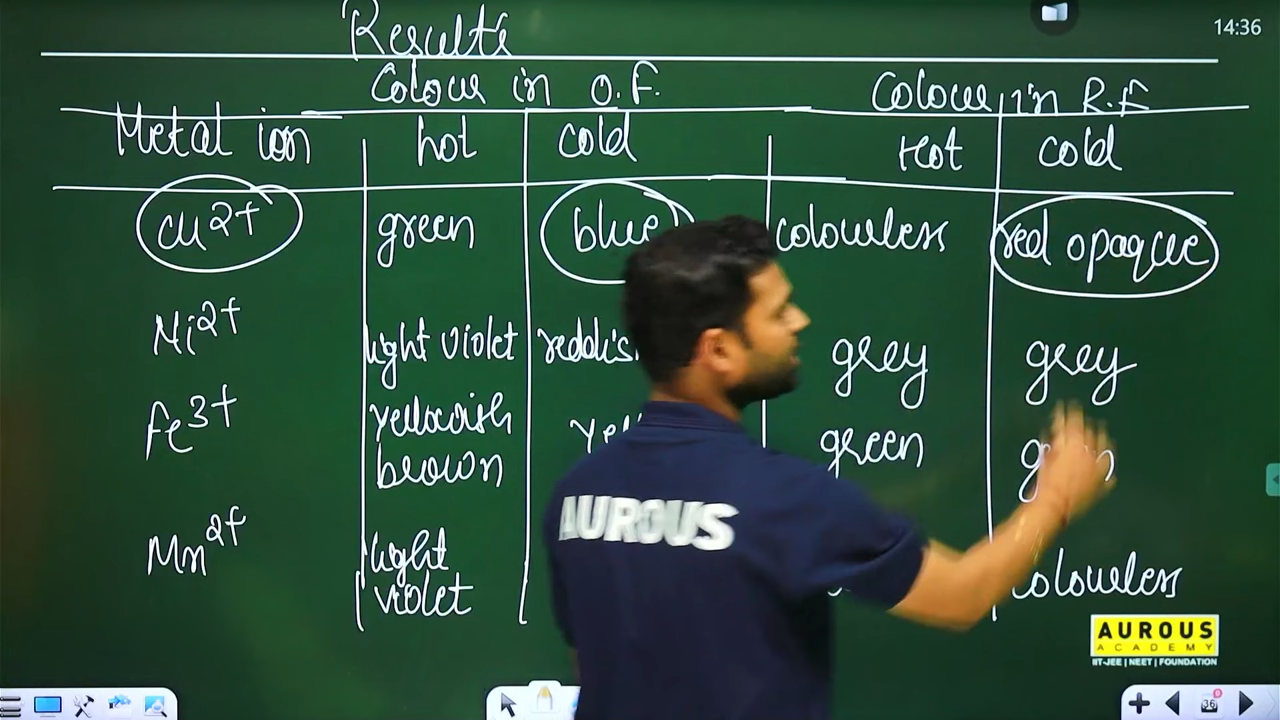 Results
14:36
Colour in O.F.
Colour in R.F
Metal ion hot cold Hot cold
Cu2+ green blue colourless red opaque
Ni2+ light violet grey grey
Fe3+ yellowish green
brown
Mn2+ light
violet colourless
AUROUS
AUROUS
ACADEMY
IIT-JEE | NEET | FOUNDATION
36